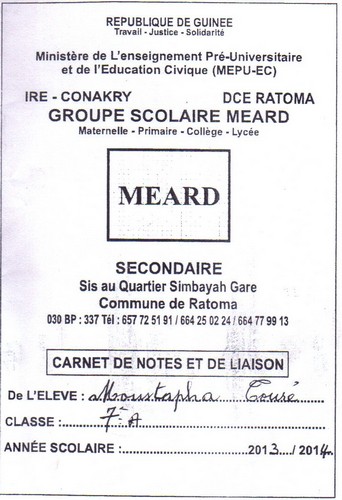 REPUBLIQUE DE GUINEE
Travail - Justice - Solidarité
Ministère de L'enseignement Pré-Universitaire
et de l'Education Civique (MEPU-EC)
IRE - CONAKRY DCE RATOMA
GROUPE SCOLAIRE MEARD
Maternelle - Primaire - Collège - Lycée
MEARD
SECONDAIRE
Sis au Quartier Simbayah Gare
Commune de Ratoma
030 BP : 337 Tél : 657 72 51 91 / 664 25 02 24 / 664 77 99 13
CARNET DE NOTES ET DE LIAISON
De L'ELEVE : Moustapha Touré
CLASSE : 7e A
ANNÉE SCOLAIRE : 2013 / 2014